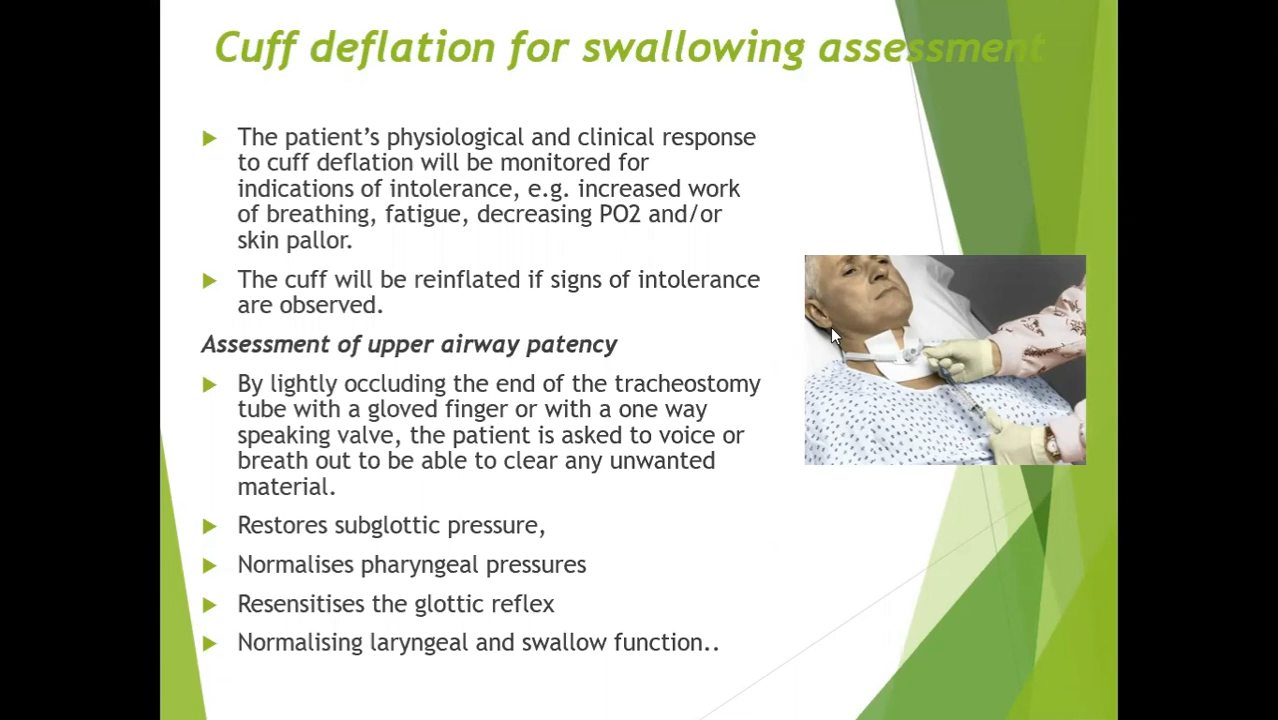 Cuff deflation for swallowing assessment
The patient's physiological and clinical response
to cuff deflation will be monitored for
indications of intolerance, e.g. increased work
of breathing, fatigue, decreasing PO2 and/or
skin pallor.
The cuff will be reinflated if signs of intolerance
are observed.
Assessment of upper airway patency
By lightly occluding the end of the tracheostomy
tube with a gloved finger or with a one way
speaking valve, the patient is asked to voice or
breath out to be able to clear any unwanted
material.
Restores subglottic pressure,
Normalises pharyngeal pressures
Resensitises the glottic reflex
Normalising laryngeal and swallow function..